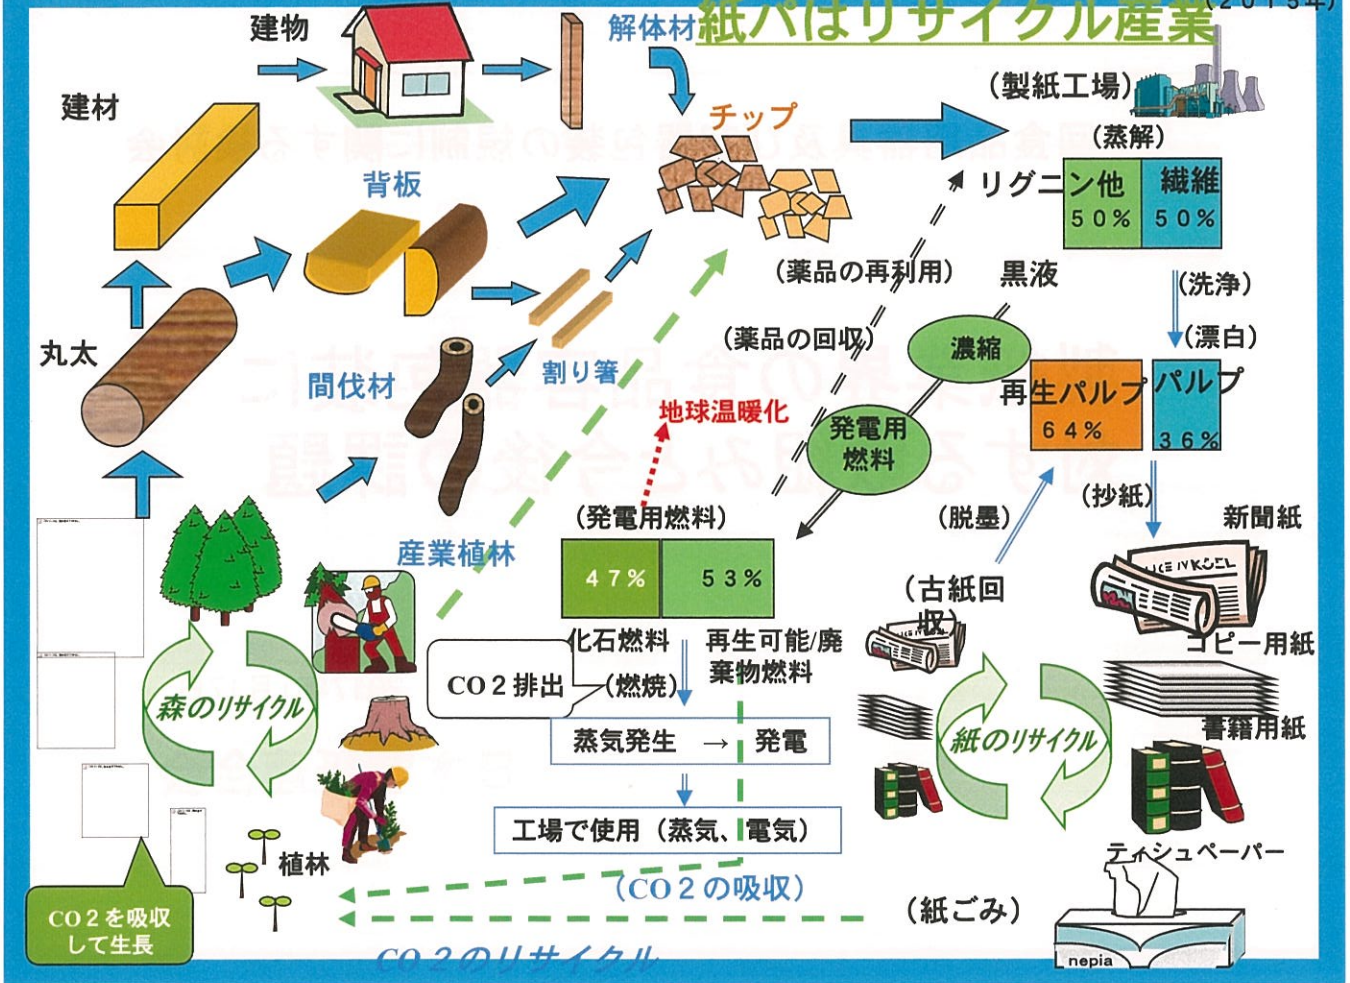 紙パはリサイクル産業
(2015年)
建物
解体材
建材
チップ
(製紙工場)
(蒸解)
背板
リグニン他
50%
繊維
50%
(薬品の再利用)
黒液
(洗浄)
丸太
(薬品の回収)
濃縮
(漂白)
間伐材
割り箸
再生パルプ
64%
パルプ
36%
地球温暖化
発電用
燃料
(発電用燃料)
(脱墨)
(抄紙)
新聞紙
産業植林
47%
53%
(古紙回
収)
コピー用紙
化石燃料
再生可能/廃
棄物燃料
CO2排出
(燃焼)
森のリサイクル
紙のリサイクル
書籍用紙
蒸気発生 → 発電
工場で使用(蒸気、電気)
植林
ティシュペーパー
(CO2の吸収)
CO2を吸収
して生長
(紙ごみ)
CO2のリサイクル
nepia